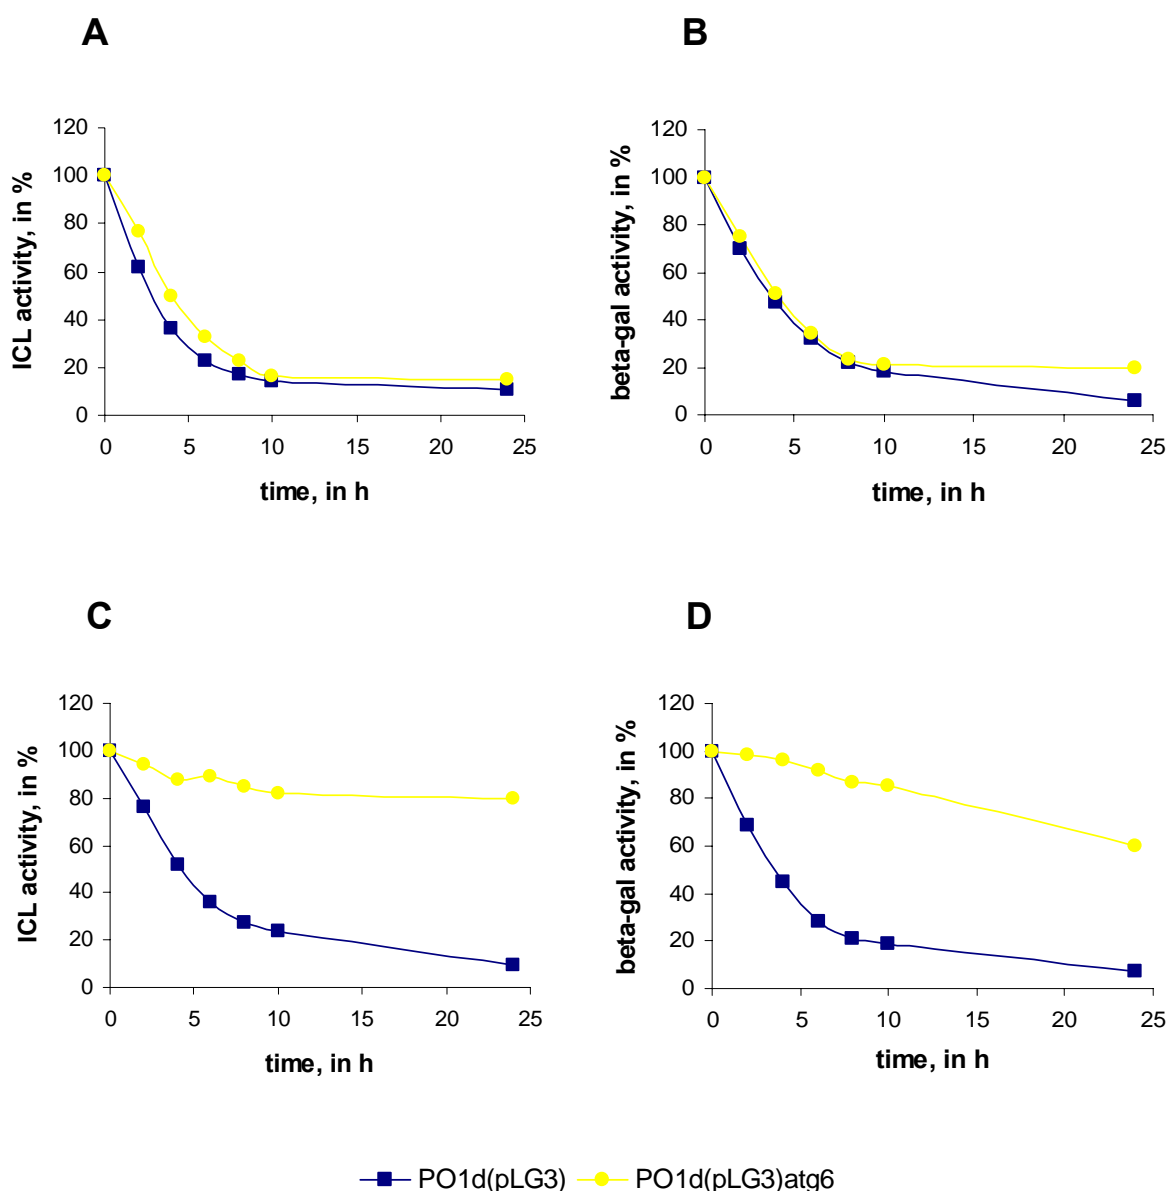 A
B
120
100
80
60
40
20
0
0 5 10 15 20 25
ICL activity, in %
time, in h
120
100
80
60
40
20
0
0 5 10 15 20 25
beta-gal activity, in %
time, in h
C
D
120
100
80
60
40
20
0
0 5 10 15 20 25
ICL activity, in %
time, in h
120
100
80
60
40
20
0
0 5 10 15 20 25
beta-gal activity, in %
time, in h
PO1d(pLG3) PO1d(pLG3)atg6